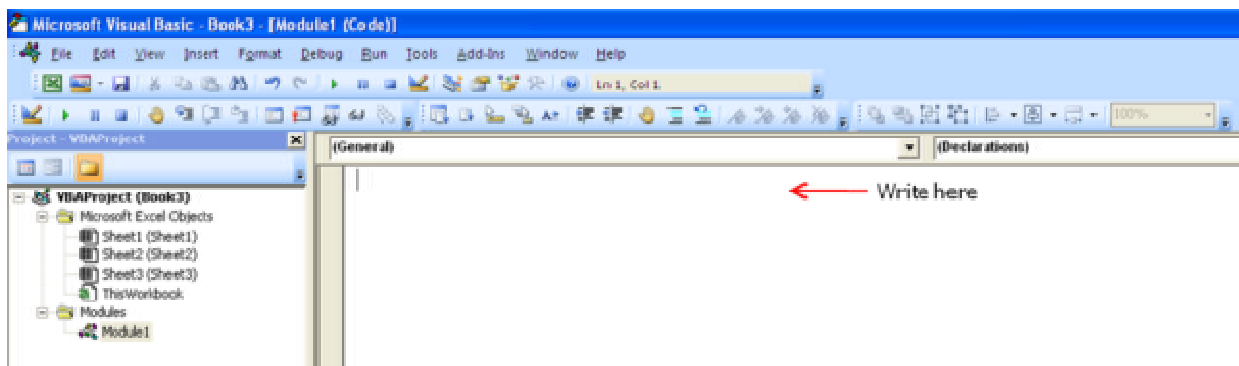 Microsoft Visual Basic - Book3 - [Module1 (Code)]
File Edit View Insert Format Debug Run Tools Add-Ins Window Help
Ln 1, Col 1
100%
Project - VBAProject
(General) (Declarations)
Write here
VBAProject (Book3)
Microsoft Excel Objects
Sheet1 (Sheet1)
Sheet2 (Sheet2)
Sheet3 (Sheet3)
ThisWorkbook
Modules
Module1